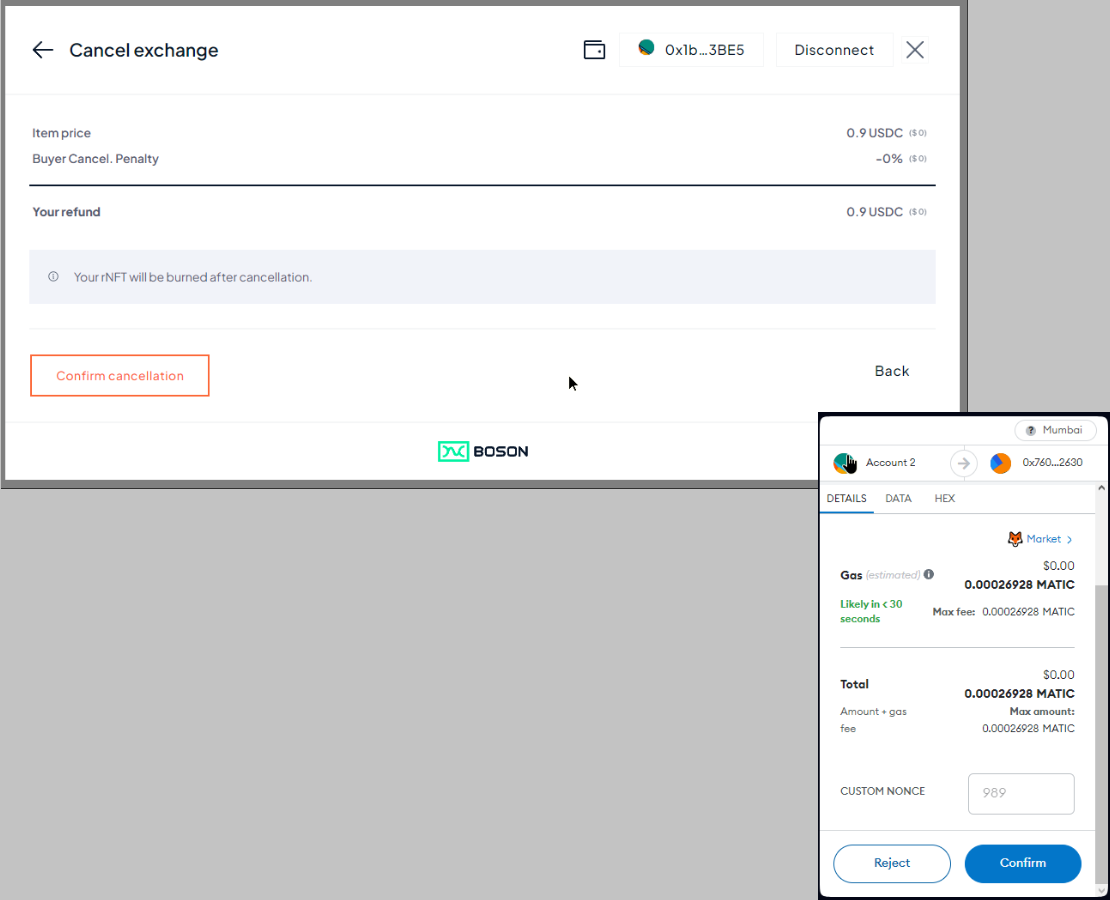 Cancel exchange
0x1b...3BE5
Disconnect
Item price
0.9 USDC ($ 0)
Buyer Cancel. Penalty
-0% ($ 0)
Your refund
0.9 USDC ($ 0)
Your rNFT will be burned after cancellation.
Confirm cancellation
Back
BOSON
? Mumbai
Account 2
0x760...2630
DETAILS DATA HEX
Market >
$0.00
Gas (estimated) i
0.00026928 MATIC
Likely in < 30
seconds
Max fee: 0.00026928 MATIC
$0.00
Total
0.00026928 MATIC
Amount + gas
fee
Max amount:
0.00026928 MATIC
CUSTOM NONCE
989
Reject
Confirm